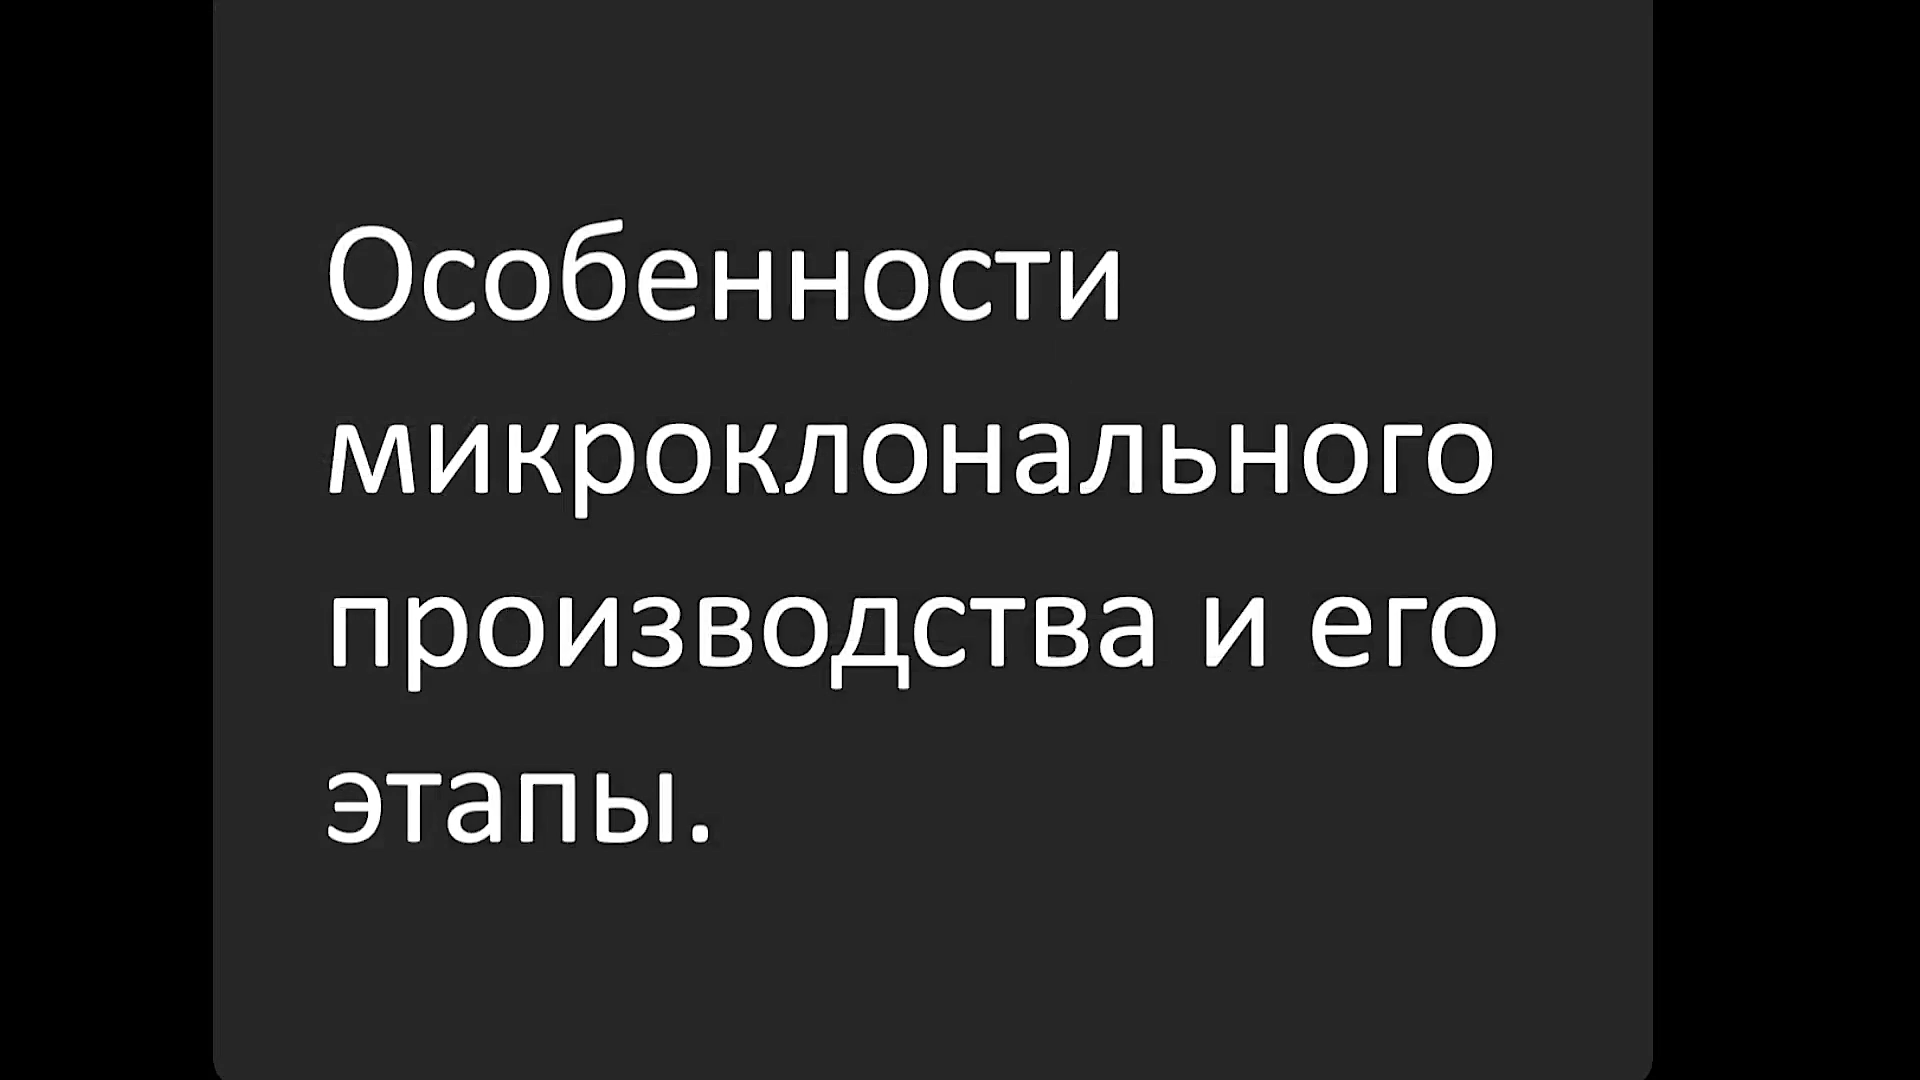 Особенности
микроклонального
производства и его
этапы.